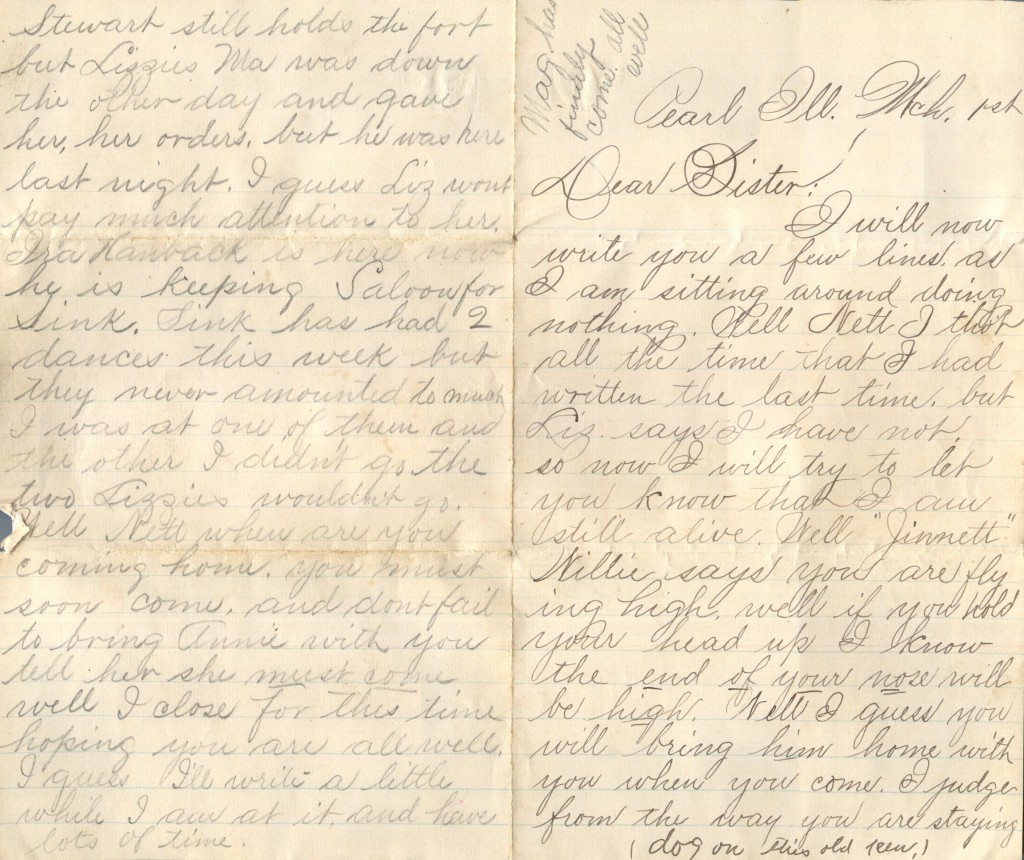 Mag has
finally
come. all
well
Pearl Ill. Mch. 1st
Dear Sister:
I will now
write you a few lines. as
I am sitting around doing
nothing. Well Nett I thot
all the time that I had
written the last time. but
Liz. says I have not.
so now I will try to let
you know that I am
still alive. Well "Jinnett"
Willie says you are fly
ing high. well if you hold
your head up I know
the end of your nose will
be high. Nett I guess you
will bring him home with
you when you come. I judge
from the way you are staying
(dog on this old pen.)
Stewart still holds the fort
but Lizzies Ma was down
the other day and gave
her, her orders. but he was here
last night. I guess Liz wont
pay much attention to her.
Ira Hanback is here now
he is keeping Saloon for
Link. Link has had 2
dances this week but
they never amounted to much
I was at one of them and
the other I didn't go the
two Lizzies wouldn't go.
Well Nett when are you
coming home. you must
soon come. and dont fail
to bring Annie with you
tell her she must come
well I close for this time
hoping you are all well.
I guess I'll write a little
while I am at it and have
lots of time.